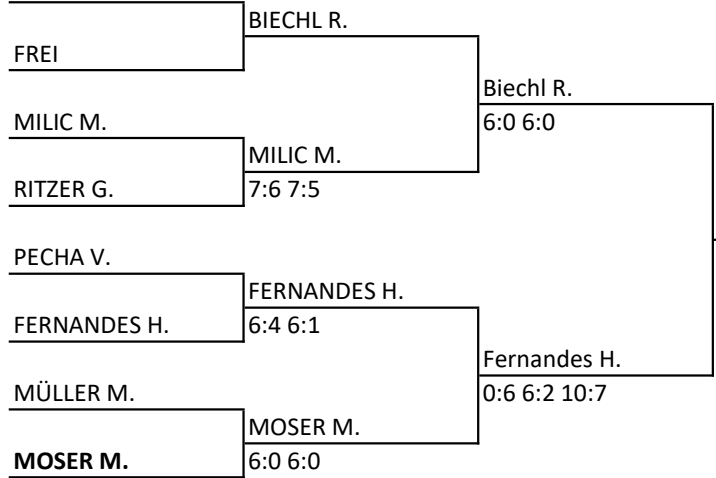 BIECHL R.
FREI
Biechl R.
MILIC M.
6:0 6:0
MILIC M.
RITZER G.
7:6 7:5
PECHA V.
FERNANDES H.
FERNANDES H.
6:4 6:1
Fernandes H.
MÜLLER M.
0:6 6:2 10:7
MOSER M.
MOSER M.
6:0 6:0